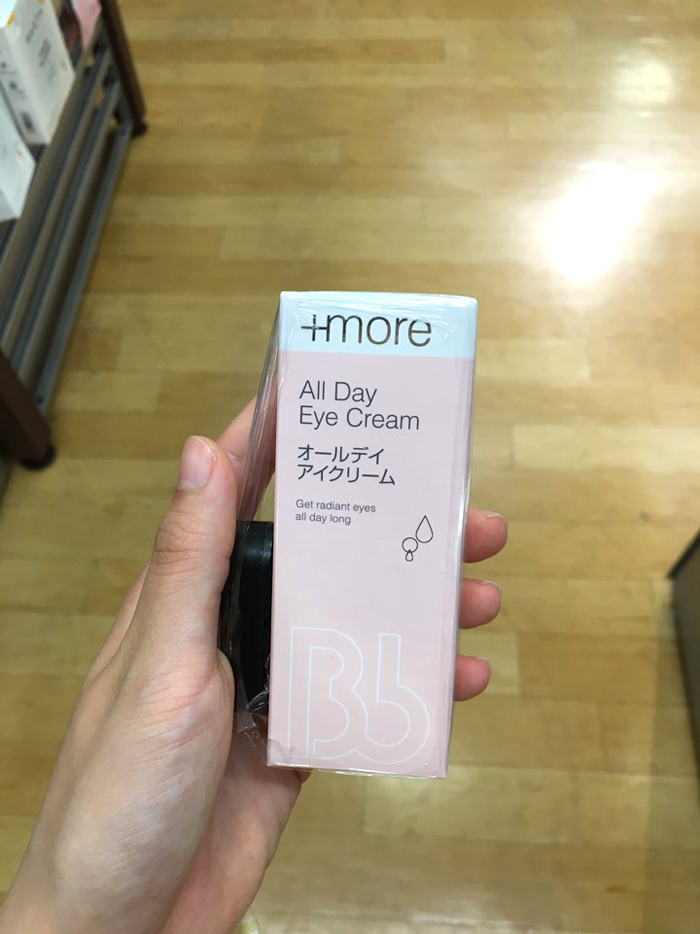 +more
All Day
Eye Cream
オールデイ
アイクリーム
Get radiant eyes
all day long
Bb